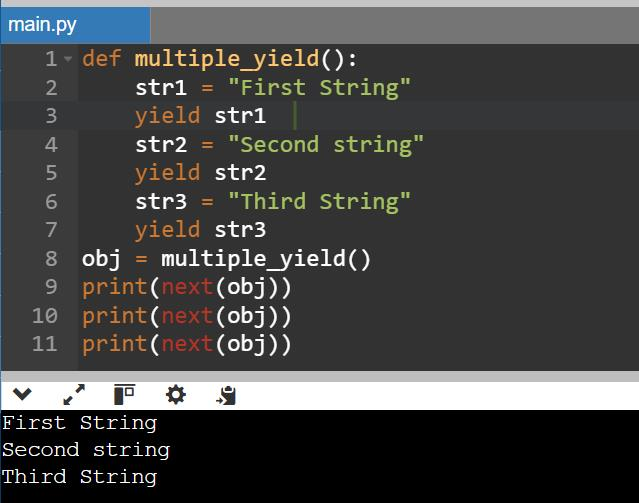 main.py
1 def multiple_yield():
2     str1 = "First String"
3     yield str1
4     str2 = "Second string"
5     yield str2
6     str3 = "Third String"
7     yield str3
8 obj = multiple_yield()
9 print(next(obj))
10 print(next(obj))
11 print(next(obj))
First String
Second string
Third String